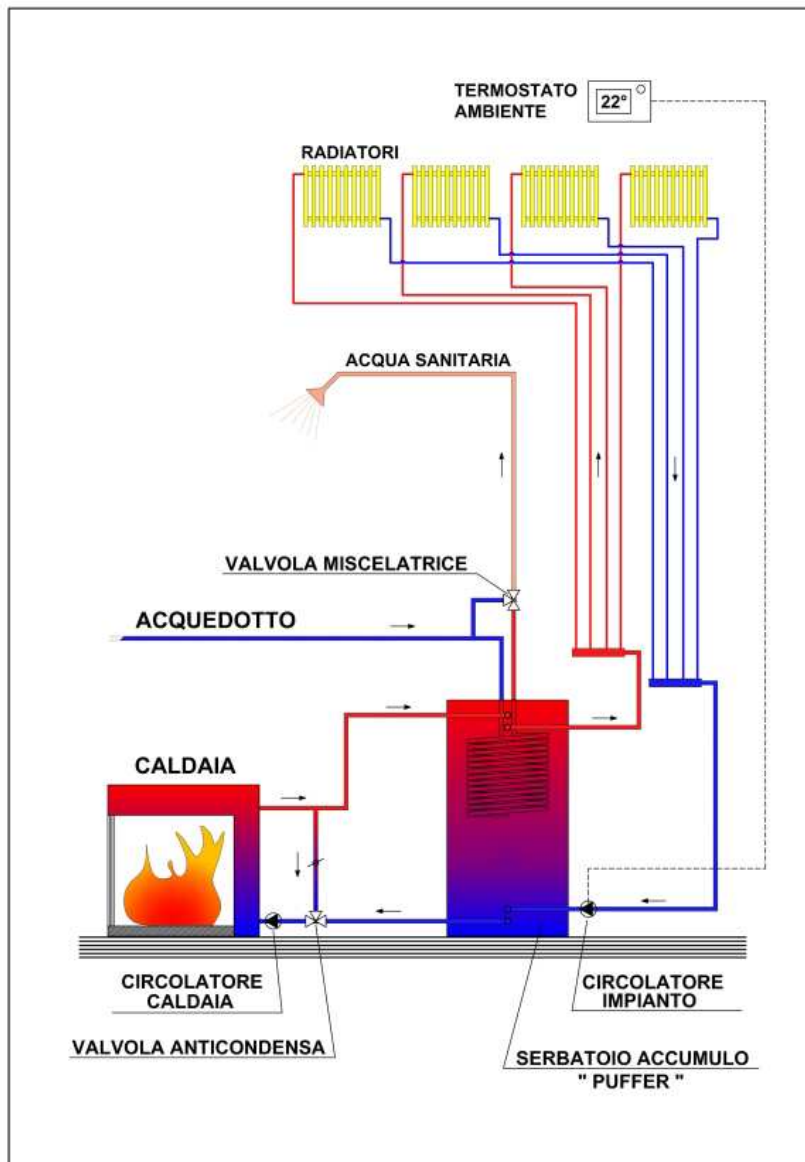 TERMOSTATO
AMBIENTE
22°
RADIATORI
ACQUA SANITARIA
VALVOLA MISCELATRICE
ACQUEDOTTO
CALDAIA
CIRCOLATORE
CALDAIA
CIRCOLATORE
IMPIANTO
VALVOLA ANTICONDENSA
SERBATOIO ACCUMULO
" PUFFER "